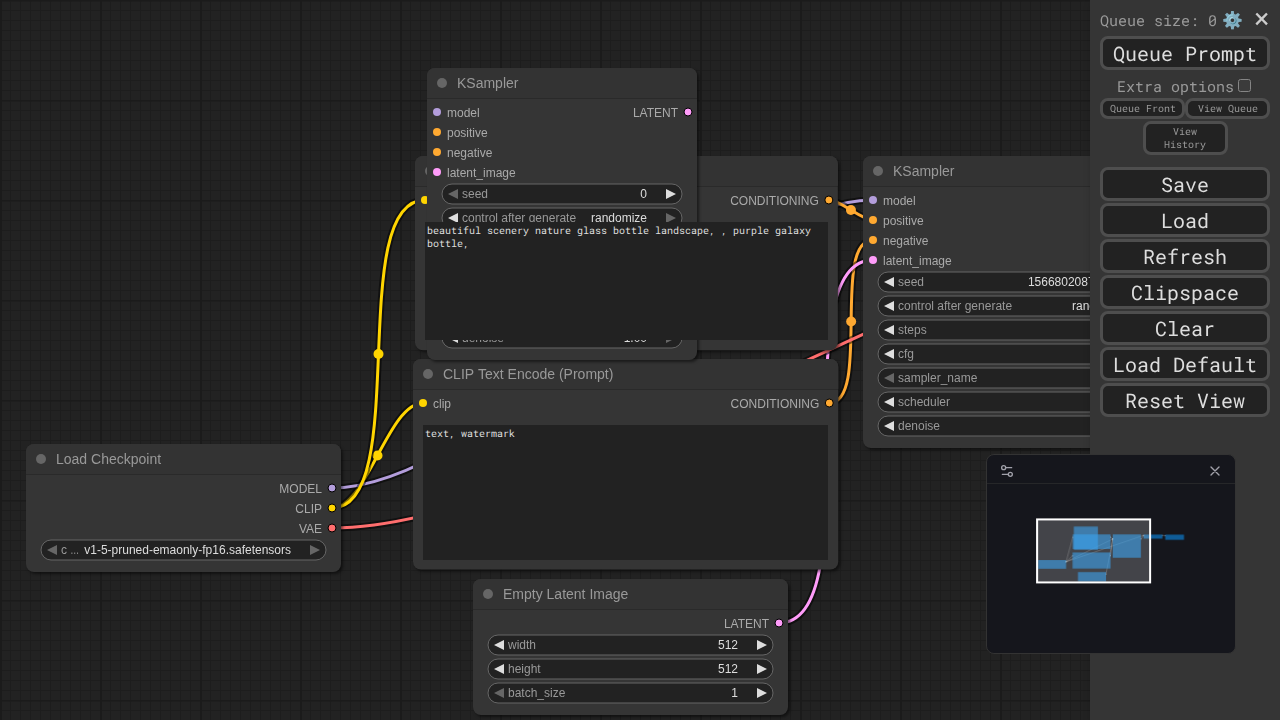 Queue size: 0
Queue Prompt
Extra options
Queue Front
View Queue
View
History
Save
Load
Refresh
Clipspace
Clear
Load Default
Reset View
KSampler
model
LATENT
positive
negative
latent_image
seed
0
control after generate
randomize
CONDITIONING
beautiful scenery nature glass bottle landscape, , purple galaxy
bottle,
denoise
1.00
CLIP Text Encode (Prompt)
clip
CONDITIONING
text, watermark
Load Checkpoint
MODEL
CLIP
VAE
c ... v1-5-pruned-emaonly-fp16.safetensors
Empty Latent Image
LATENT
width
512
height
512
batch_size
1
KSampler
model
positive
negative
latent_image
seed
control after generate
steps
cfg
sampler_name
scheduler
denoise